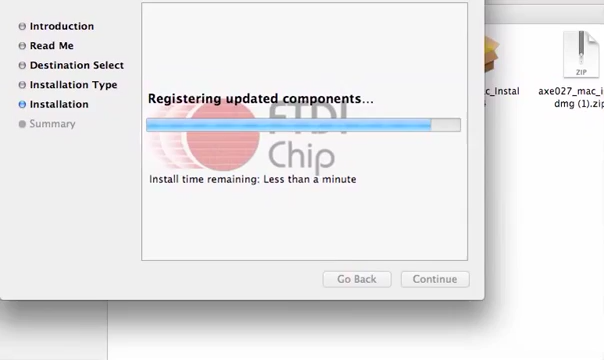 Introduction
Read Me
Destination Select
Installation Type
Installation
Summary
Registering updated components...
FTDI
Chip
Install time remaining: Less than a minute
Go Back
Continue
ZIP
axe027_mac_i
dmg (1).zip